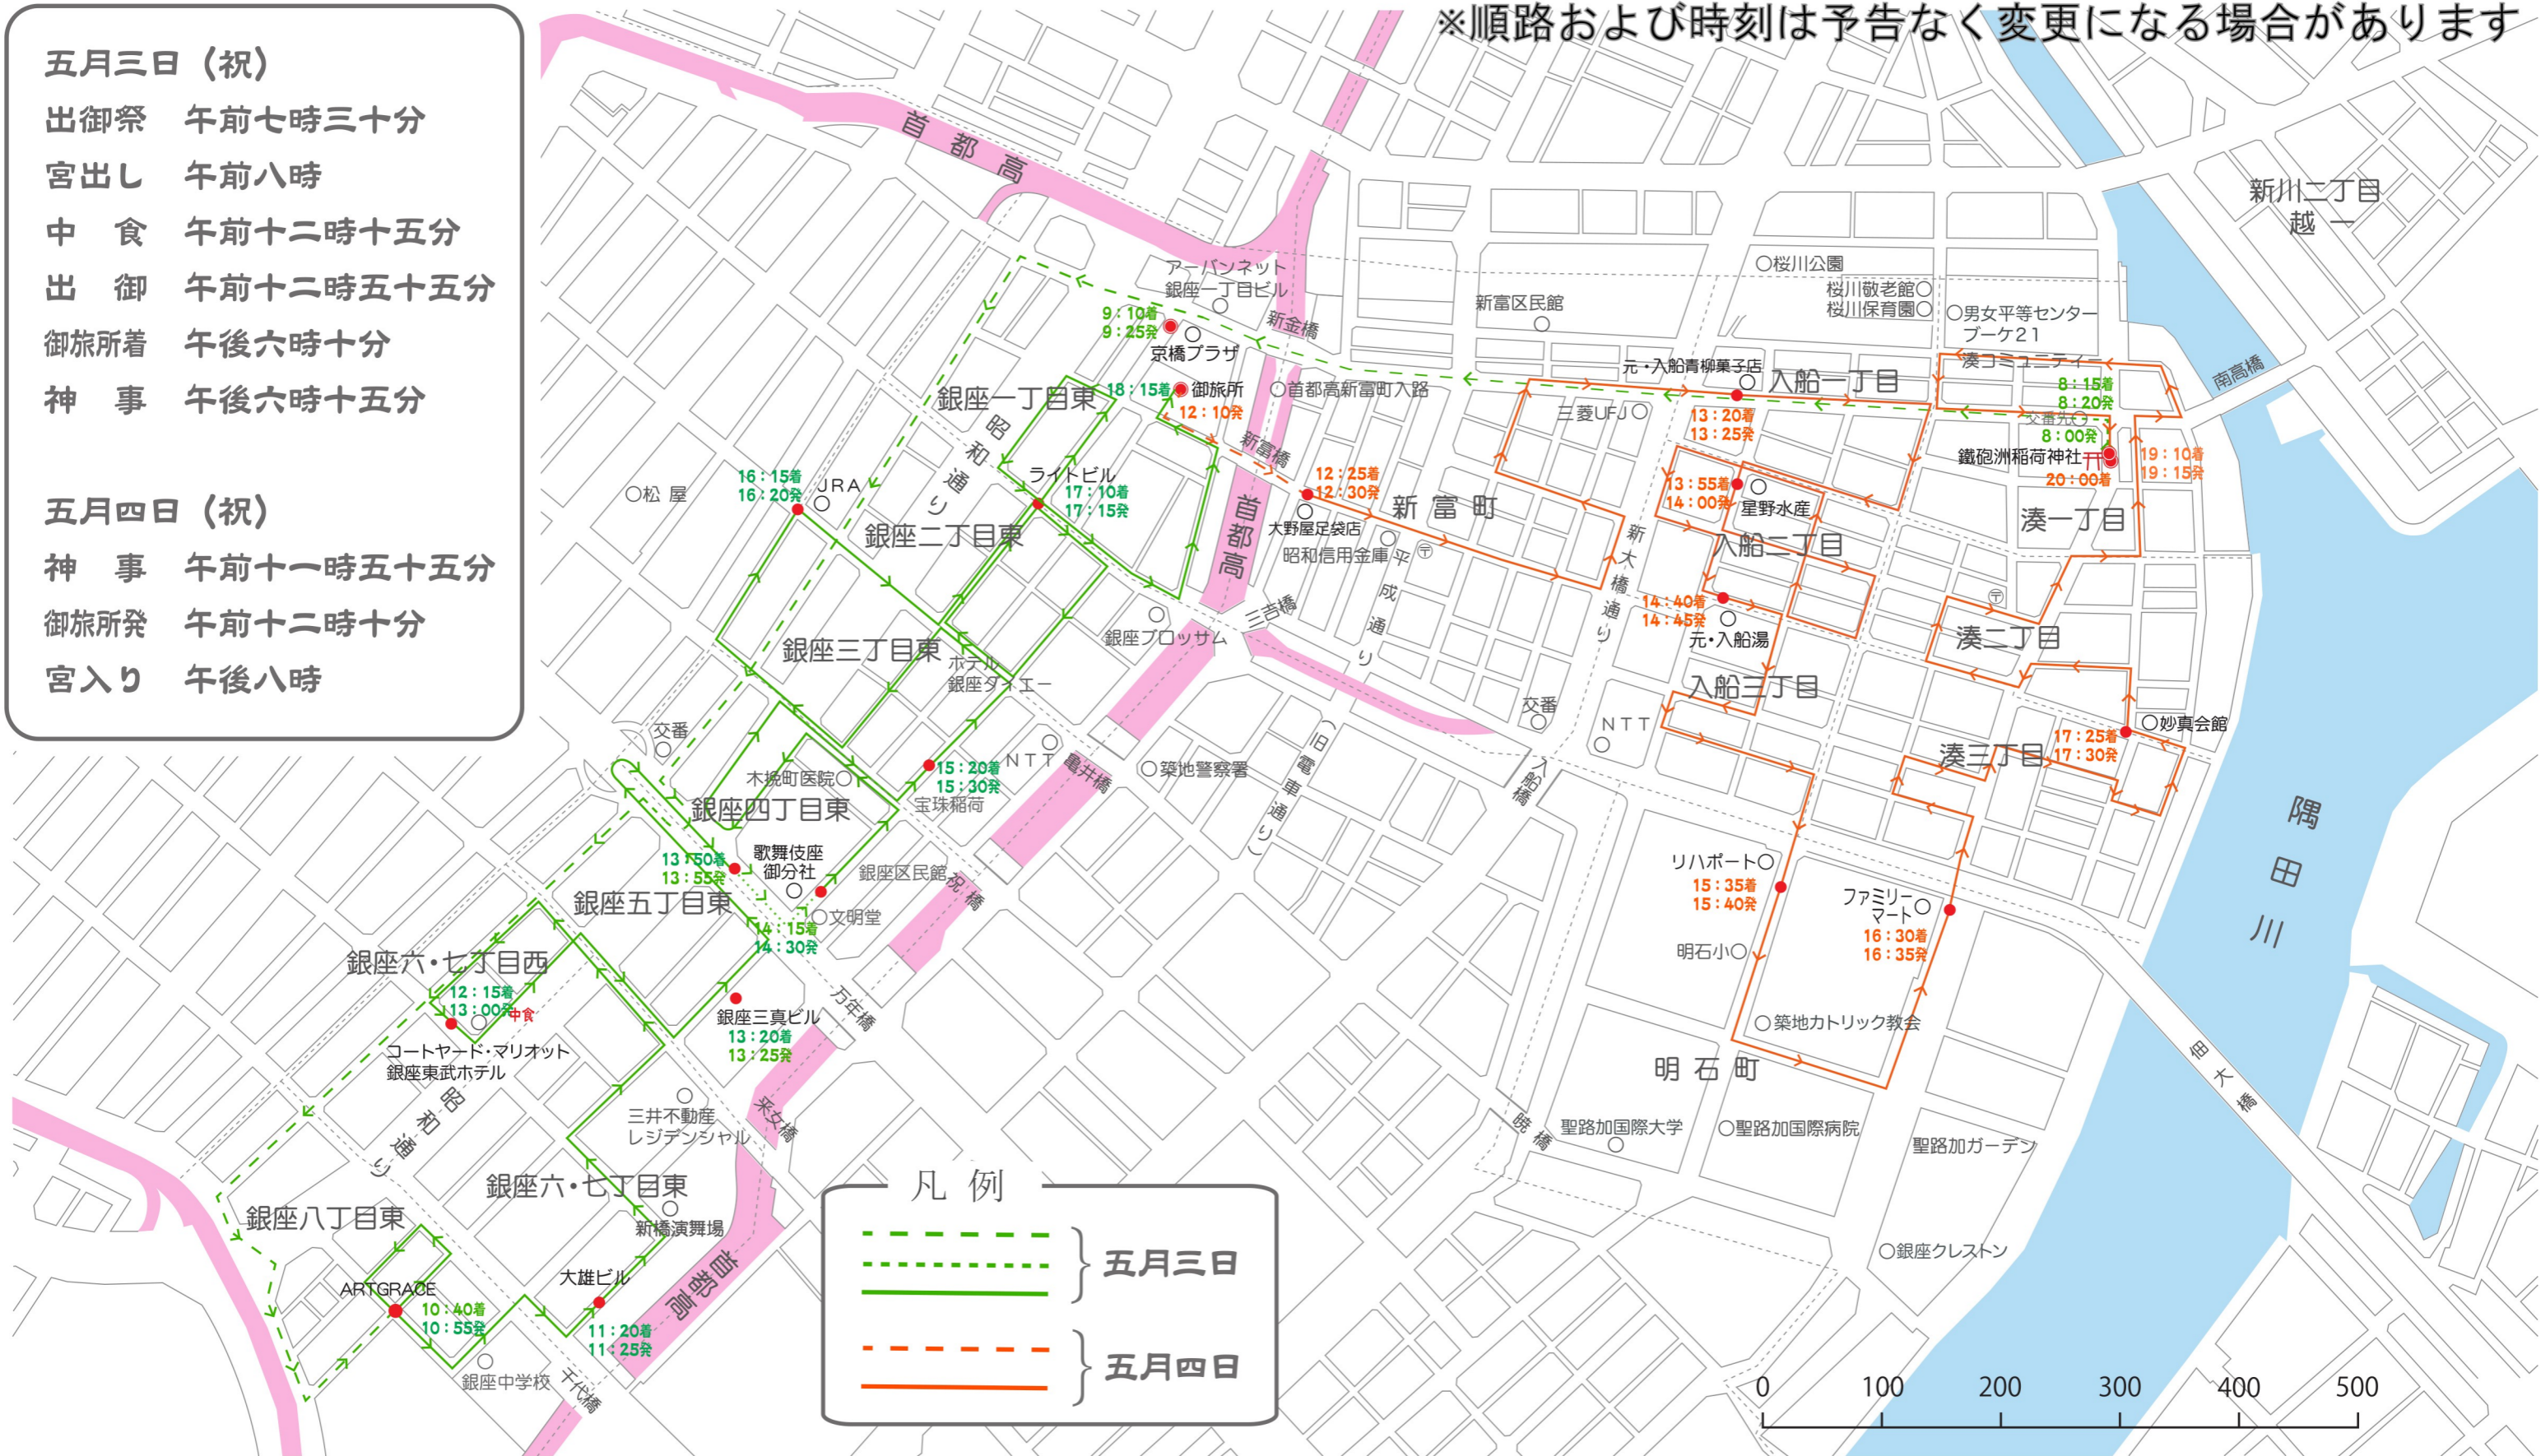 ※順路および時刻は予告なく変更になる場合があります
五月三日（祝）
出御祭　午前七時三十分
宮出し　午前八時
中　食　午前十二時十五分
出　御　午前十二時五十五分
御旅所着　午後六時十分
神　事　午後六時十五分
五月四日（祝）
神　事　午前十一時五十五分
御旅所発　午前十二時十分
宮入り　午後八時
首都高
新川二丁目
越一
アーバンネット
銀座一丁目ビル
新金橋
9：10着
9：25発
京橋プラザ
新富区民館
桜川公園
桜川敬老館
桜川保育園
男女平等センター
ブーケ21
湊コミュニティー
南高橋
8：15着
8：20発
交番先
8：00発
鐵砲洲稲荷神社
20：00着
19：10着
19：15発
銀座一丁目東
昭和通り
18：15着
御旅所
12：10発
首都高新富町入路
新富橋
元・入船青柳菓子店
入船一丁目
三菱UFJ
13：20着
13：25発
松屋
16：15着
16：20発
JRA
ライトビル
17：10着
17：15発
銀座二丁目東
首都高
12：25着
12：30発
大野屋足袋店
新富町
昭和信用金庫
平成通り
〒
新大橋通り
13：55着
14：00発
星野水産
入船二丁目
湊一丁目
14：40着
14：45発
元・入船湯
〒
湊二丁目
銀座三丁目東
ホテル
銀座ダイエー
銀座ブロッサム
三吉橋
入船三丁目
交番
NTT
交番
妙真会館
17：25着
17：30発
湊三丁目
木挽町医院
銀座四丁目東
15：20着
15：30発
宝珠稲荷
NTT
亀井橋
築地警察署
（旧電車通り）
入船橋
隅田川
13：50着
13：55発
歌舞伎座
御分社
銀座区民館
祝橋
銀座五丁目東
文明堂
14：15着
14：30発
リハポート
15：35着
15：40発
ファミリー
マート
16：30着
16：35発
明石小
銀座六・七丁目西
12：15着
13：00発
中食
コートヤード・マリオット
銀座東武ホテル
銀座三真ビル
13：20着
13：25発
万年橋
築地カトリック教会
明石町
佃大橋
昭和通り
三井不動産
レジデンシャル
采女橋
暁橋
聖路加国際大学
聖路加国際病院
聖路加ガーデン
銀座六・七丁目東
新橋演舞場
銀座八丁目東
ARTGRACE
10：40着
10：55発
大雄ビル
11：20着
11：25発
首都高
銀座中学校
千代橋
銀座クレストン
凡例
五月三日
五月四日
0 100 200 300 400 500